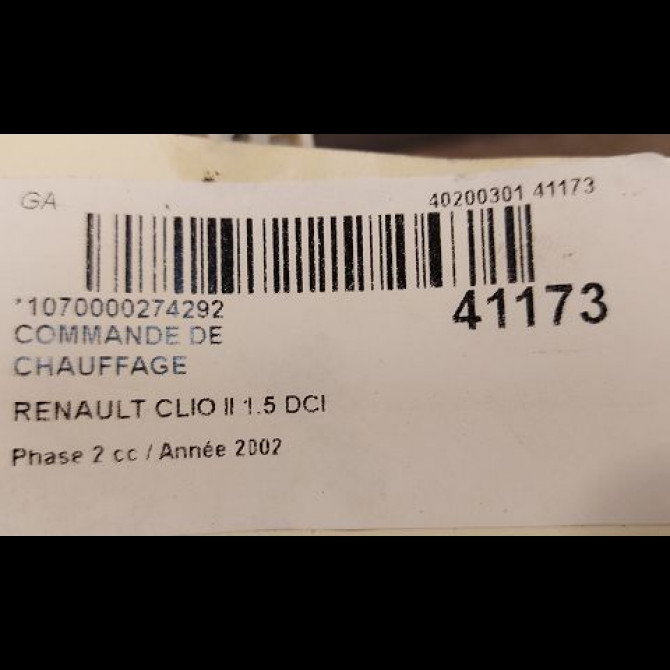 GA
40200301 41173
*1070000274292
41173
COMMANDE DE
CHAUFFAGE
RENAULT CLIO II 1.5 DCI
Phase 2 cc / Année 2002